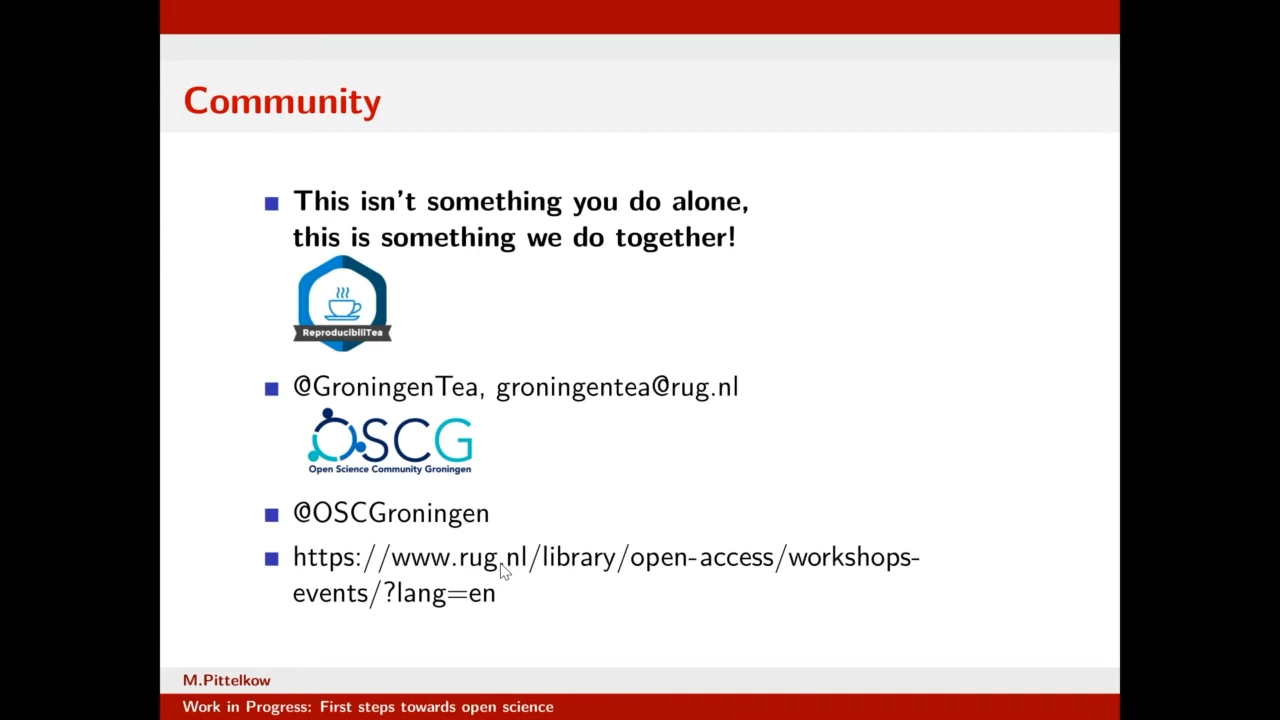 Community
This isn't something you do alone,
this is something we do together!
ReproducibiliTea
@GroningenTea, groningentea@rug.nl
OSCG
Open Science Community Groningen
@OSCGroningen
https://www.rug.nl/library/open-access/workshops-
events/?lang=en
M.Pittelkow
Work in Progress: First steps towards open science